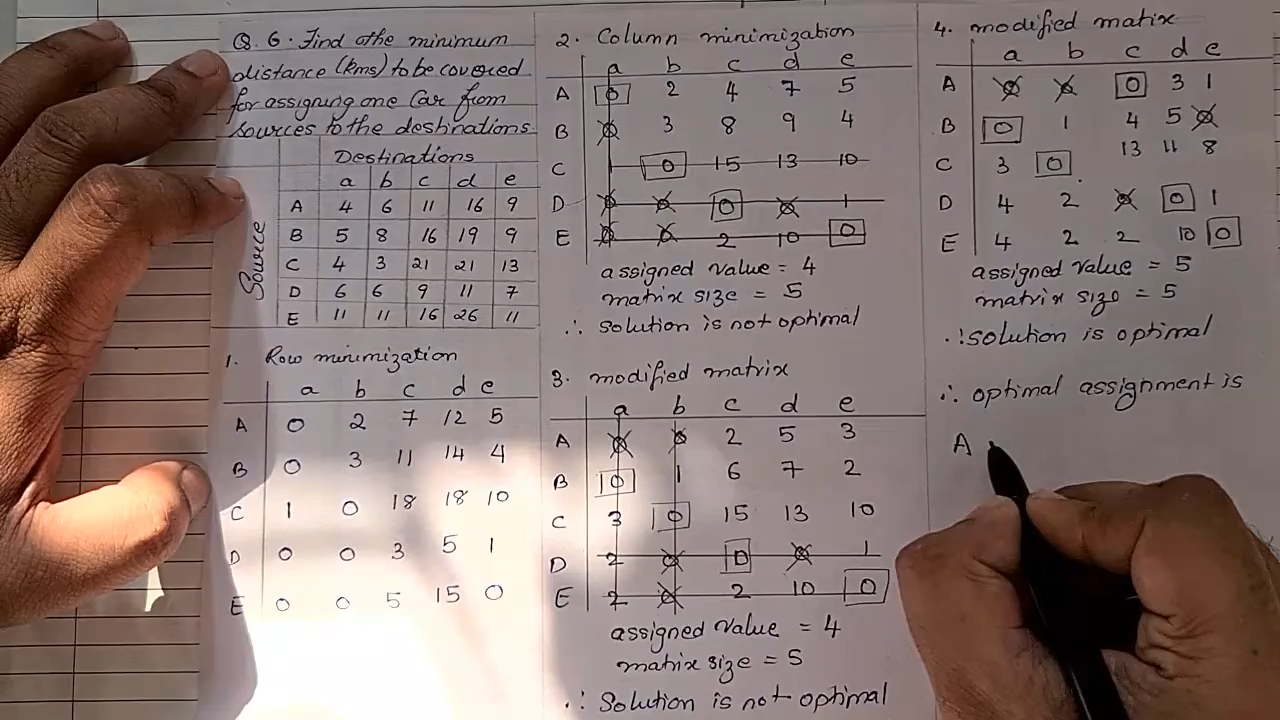 Q.6. Find the minimum
distance (kms) to be covered
for assigning one Car from
sources to the destinations.
Destinations
a b c d e
Source
A 4 6 11 16 9
B 5 8 16 19 9
C 4 3 21 21 13
D 6 6 9 11 7
E 11 11 16 26 11
1. Row minimization
a b c d e
A 0 2 7 12 5
B 0 3 11 14 4
C 1 0 18 18 10
D 0 0 3 5 1
E 0 0 5 15 0
2. Column minimization
a b c d e
A 0 2 4 7 5
B 0 3 8 9 4
C 1 0 15 13 10
D 0 0 0 0 1
E 0 0 2 10 0
assigned value = 4
matrix size = 5
∴ solution is not optimal
3. modified matrix
a b c d e
A 0 0 2 5 3
B 0 1 6 7 2
C 3 0 15 13 10
D 2 0 0 0 1
E 2 0 2 10 0
assigned value = 4
matrix size = 5
∴ Solution is not optimal
4. modified matix
a b c d e
A 0 0 0 3 1
B 0 1 4 5 0
C 3 0 13 11 8
D 4 2 0 0 1
E 4 2 2 10 0
assigned value = 5
matrix size = 5
∴ solution is optimal
∴ optimal assignment is
A